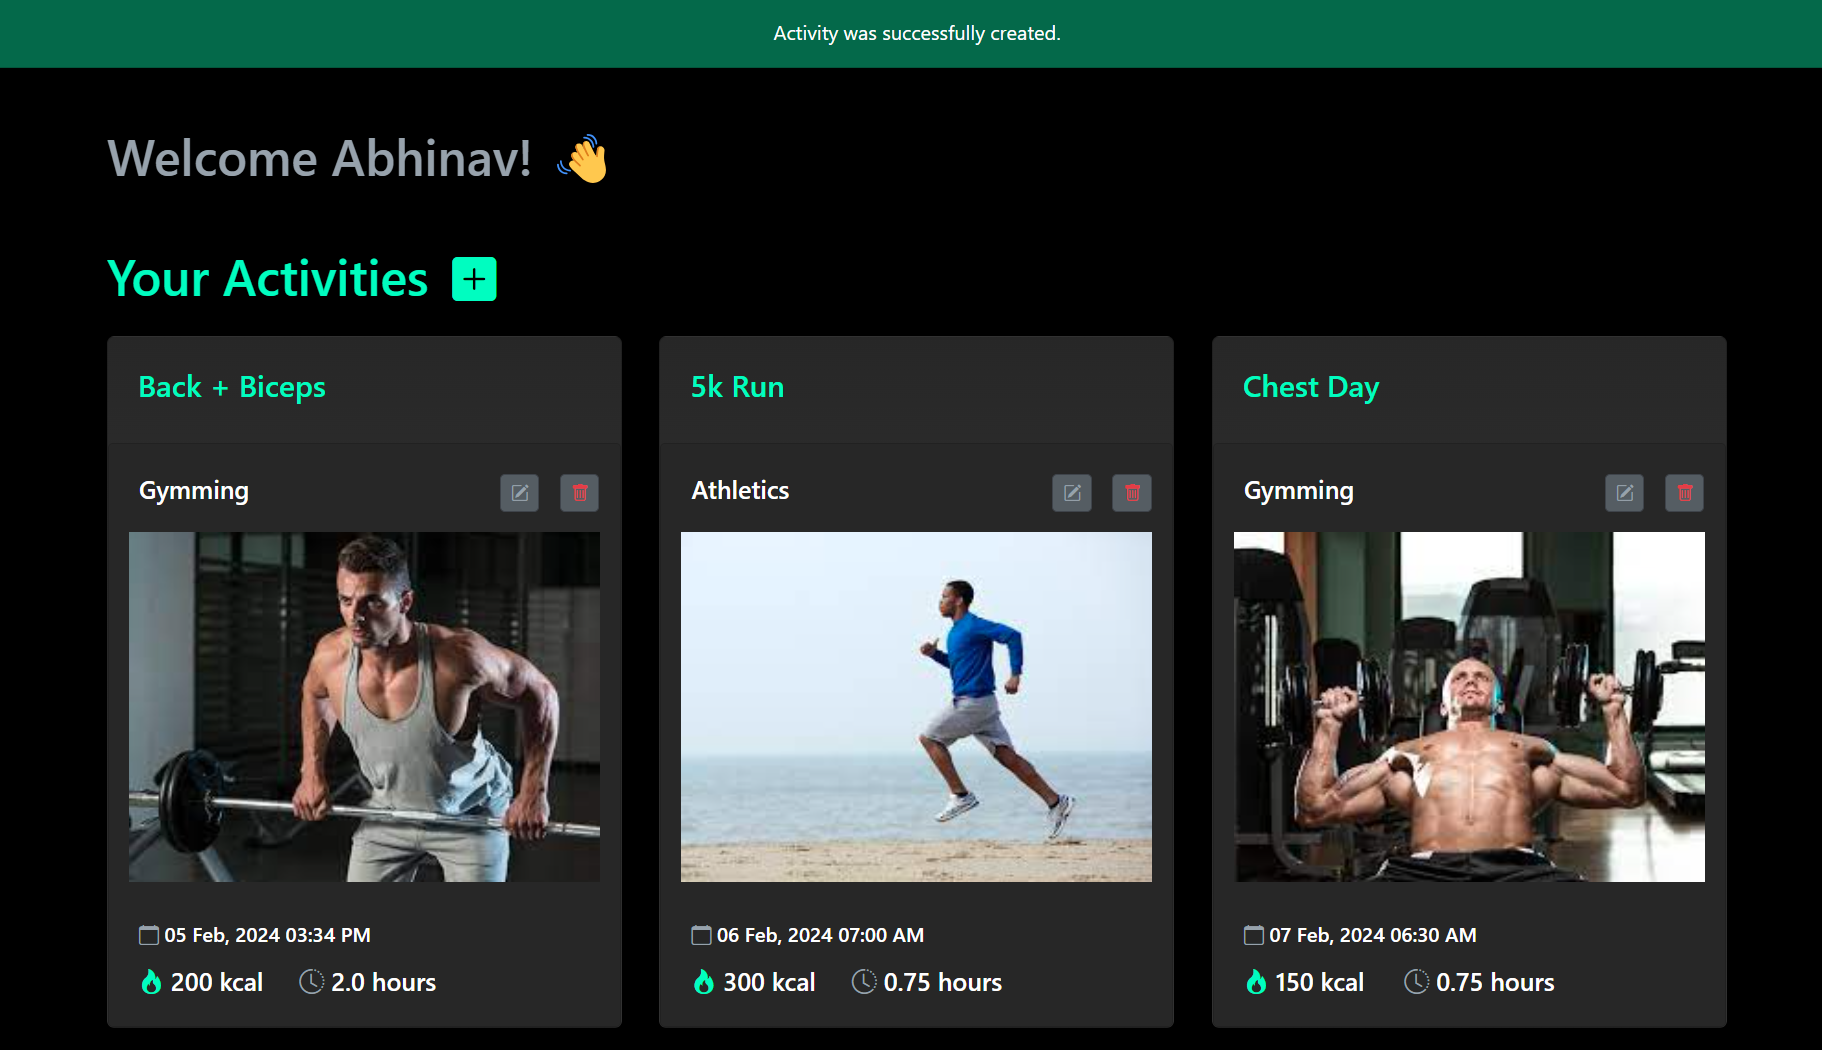 Activity was successfully created.
Welcome Abhinav! 👋
Your Activities +
Back + Biceps
Gymming
05 Feb, 2024 03:34 PM
200 kcal 2.0 hours
5k Run
Athletics
06 Feb, 2024 07:00 AM
300 kcal 0.75 hours
Chest Day
Gymming
07 Feb, 2024 06:30 AM
150 kcal 0.75 hours